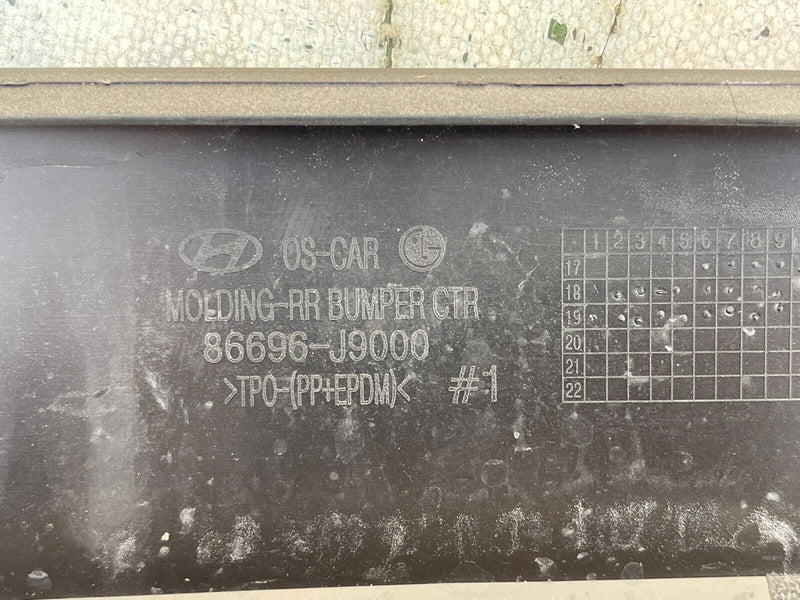 OS-CAR LG
MOLDING-RR BUMPER CTR
86696-J9000
>TPO-(PP+EPDM)<
#1
1 2 3 4 5 6 7 8 9
17
18
19
20
21
22